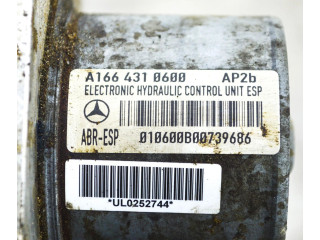 A166 431 0600 AP2b
ELECTRONIC HYDRAULIC CONTROL UNIT ESP
ABR-ESP 010600B00739686
*UL0252744*